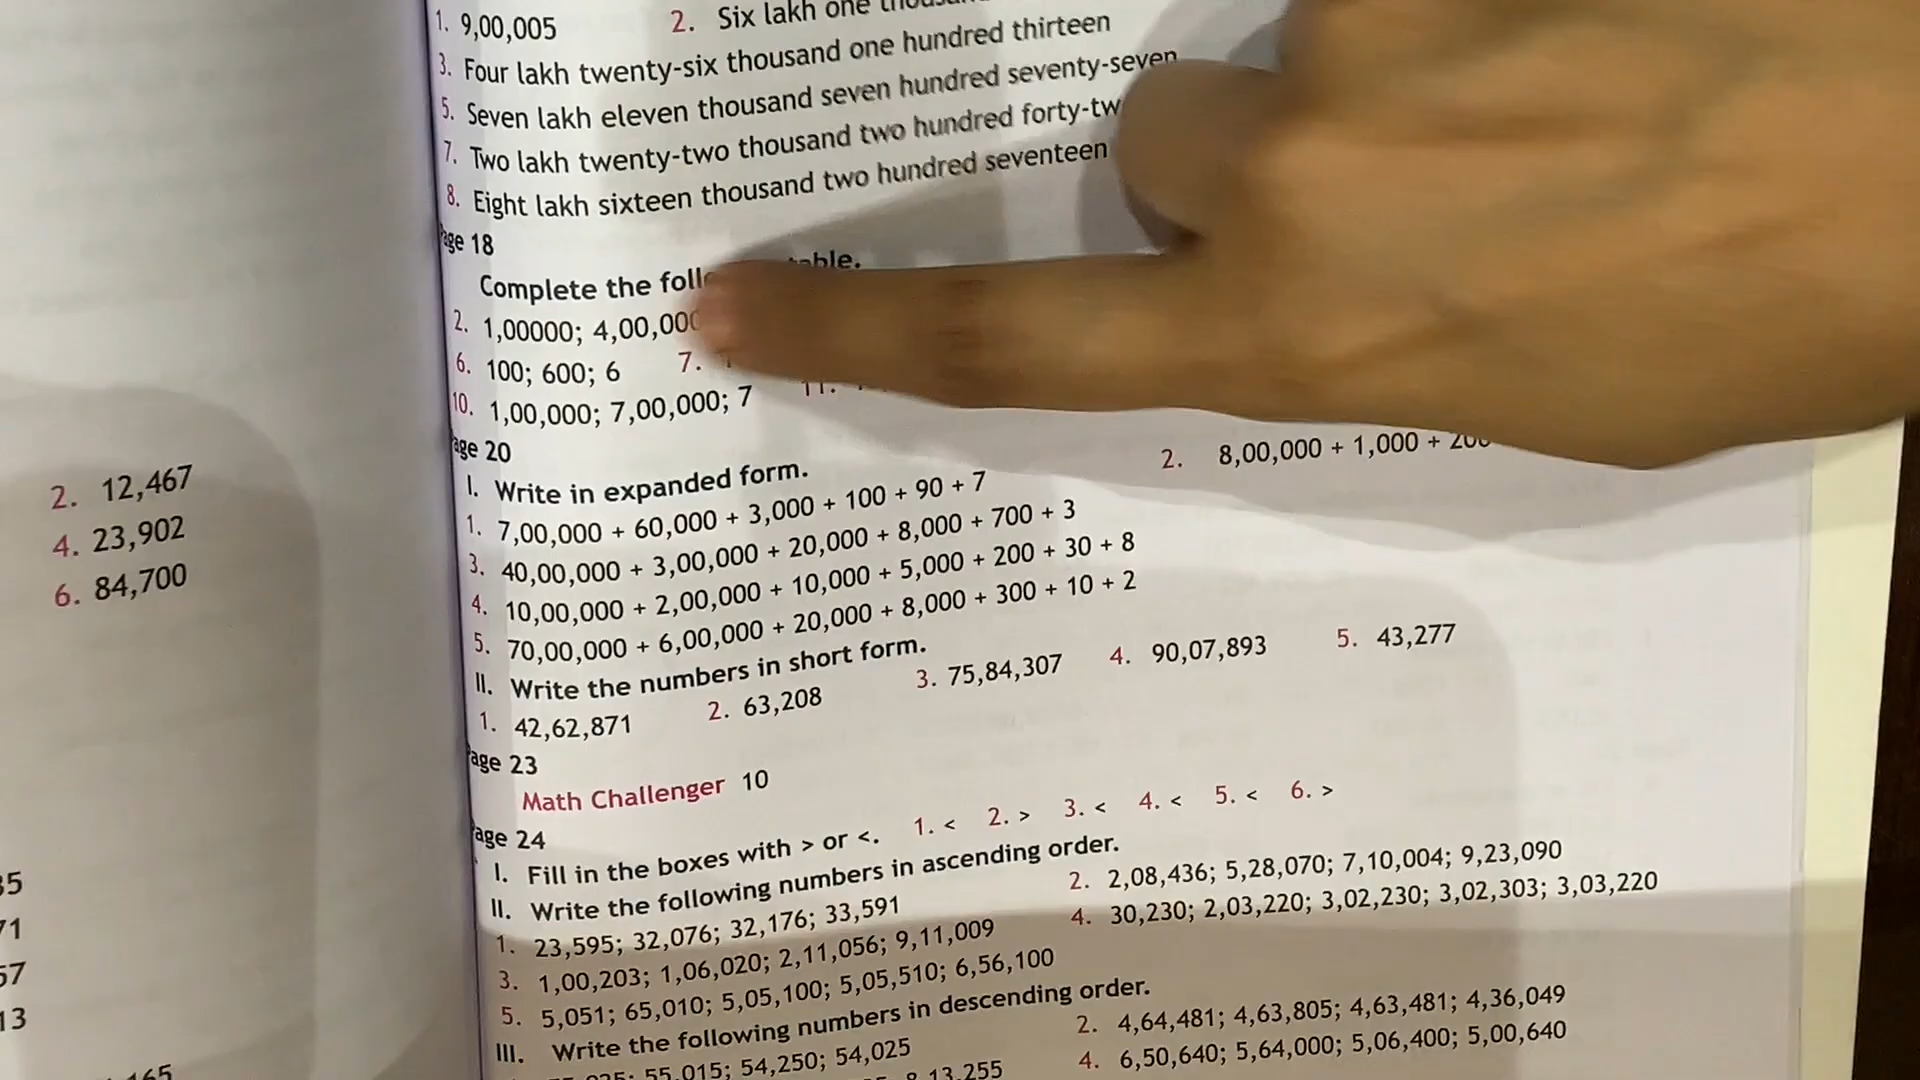 1. 9,00,005 2. Six lakh one
3. Four lakh twenty-six thousand one hundred thirteen
5. Seven lakh eleven thousand seven hundred seventy-seven
7. Two lakh twenty-two thousand two hundred forty-tw
8. Eight lakh sixteen thousand two hundred seventeen
age 18
Complete the table.
2. 1,00000; 4,00,000
6. 100; 600; 6 7.
10. 1,00,000; 7,00,000; 7 11.
age 20
I. Write in expanded form.
1. 7,00,000 + 60,000 + 3,000 + 100 + 90 + 7 2. 8,00,000 + 1,000 + 200
3. 40,00,000 + 3,00,000 + 20,000 + 8,000 + 700 + 3
4. 10,00,000 + 2,00,000 + 10,000 + 5,000 + 200 + 30 + 8
5. 70,00,000 + 6,00,000 + 20,000 + 8,000 + 300 + 10 + 2
II. Write the numbers in short form.
1. 42,62,871 2. 63,208 3. 75,84,307 4. 90,07,893 5. 43,277
age 23
Math Challenger 10
age 24
I. Fill in the boxes with > or <. 1. < 2. > 3. < 4. < 5. < 6. >
II. Write the following numbers in ascending order.
1. 23,595; 32,076; 32,176; 33,591 2. 2,08,436; 5,28,070; 7,10,004; 9,23,090
3. 1,00,203; 1,06,020; 2,11,056; 9,11,009 4. 30,230; 2,03,220; 3,02,230; 3,02,303; 3,03,220
5. 5,051; 65,010; 5,05,100; 5,05,510; 6,56,100
III. Write the following numbers in descending order.
55,015; 54,250; 54,025 2. 4,64,481; 4,63,805; 4,63,481; 4,36,049
8,13,255 4. 6,50,640; 5,64,000; 5,06,400; 5,00,640
2. 12,467
4. 23,902
6. 84,700
35
71
57
13
165